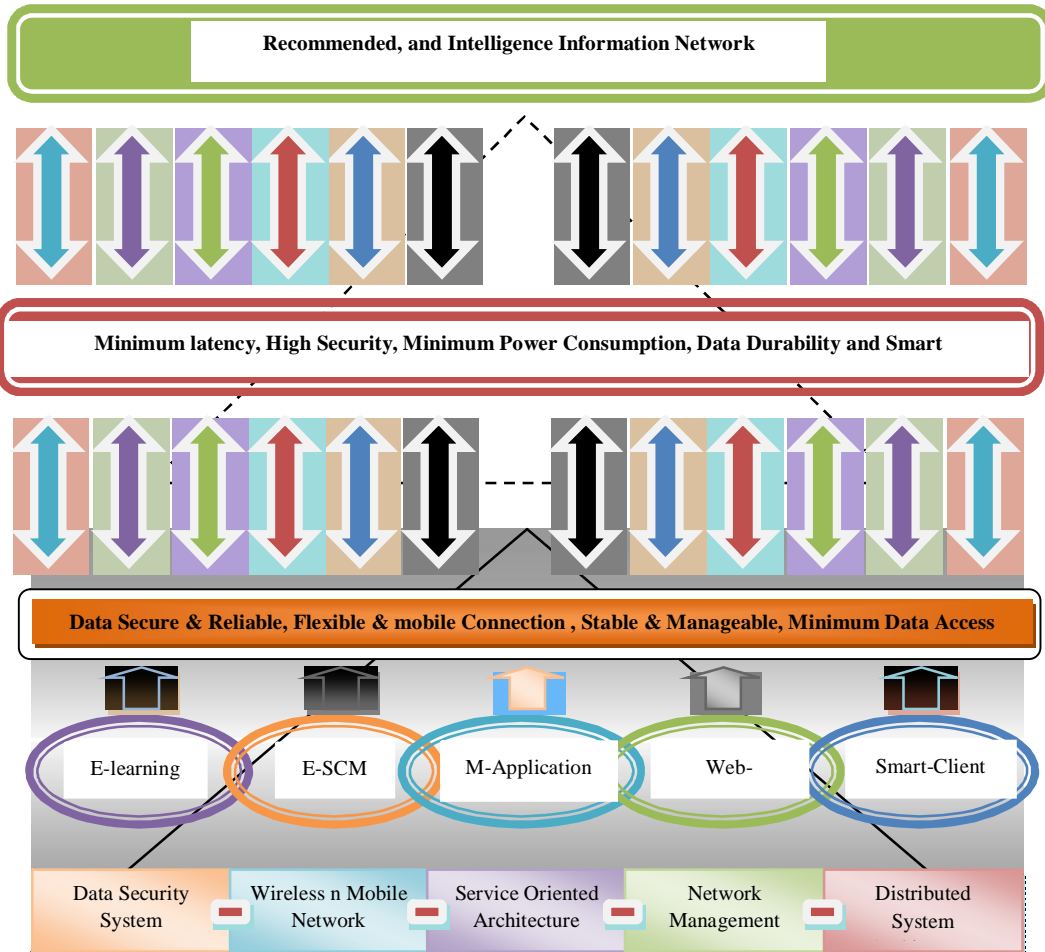 Recommended, and Intelligence Information Network
Minimum latency, High Security, Minimum Power Consumption, Data Durability and Smart
Data Secure & Reliable, Flexible & mobile Connection , Stable & Manageable, Minimum Data Access
E-learning
E-SCM
M-Application
Web-
Smart-Client
Data Security
System
Wireless n Mobile
Network
Service Oriented
Architecture
Network
Management
Distributed
System